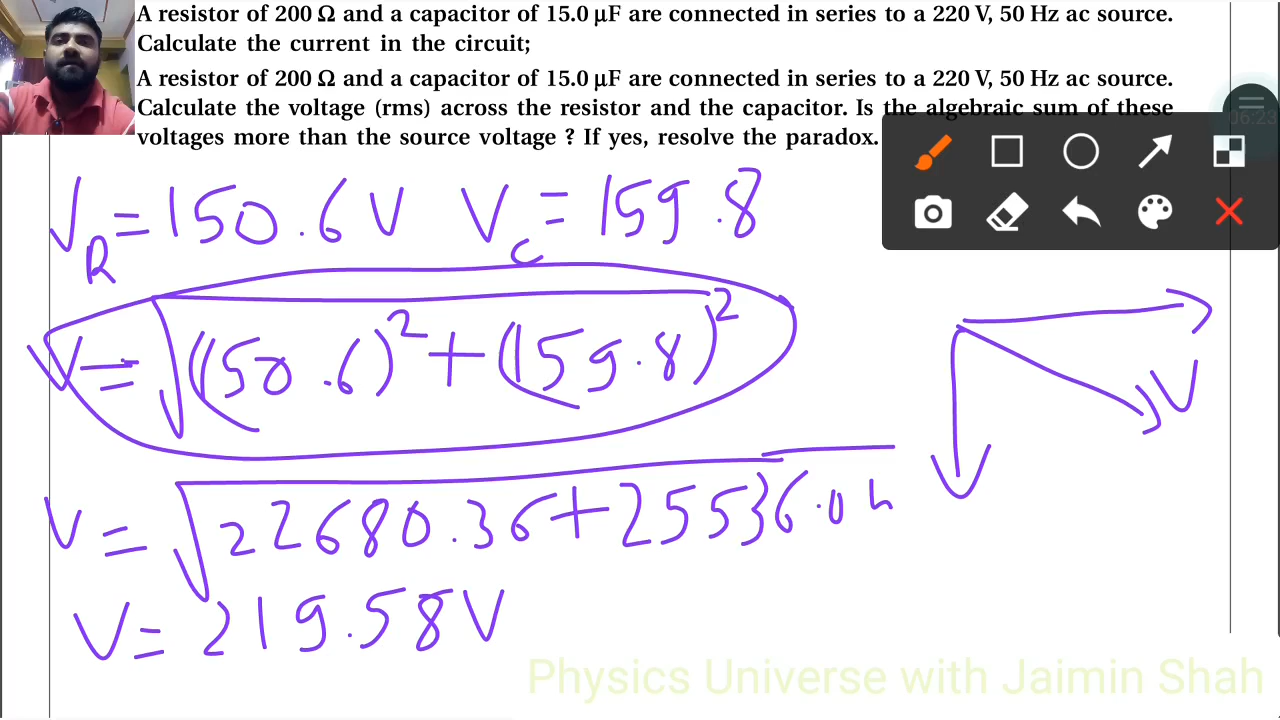 A resistor of 200 Ω and a capacitor of 15.0 μF are connected in series to a 220 V, 50 Hz ac source.
Calculate the current in the circuit;
A resistor of 200 Ω and a capacitor of 15.0 μF are connected in series to a 220 V, 50 Hz ac source.
Calculate the voltage (rms) across the resistor and the capacitor. Is the algebraic sum of these
voltages more than the source voltage ? If yes, resolve the paradox.
06:23
V_R = 150.6 V V_C = 159.8
V = √((150.6)² + (159.8)²)
V
V = √(22680.36 + 25536.04)
V = 219.58 V
Physics Universe with Jaimin Shah